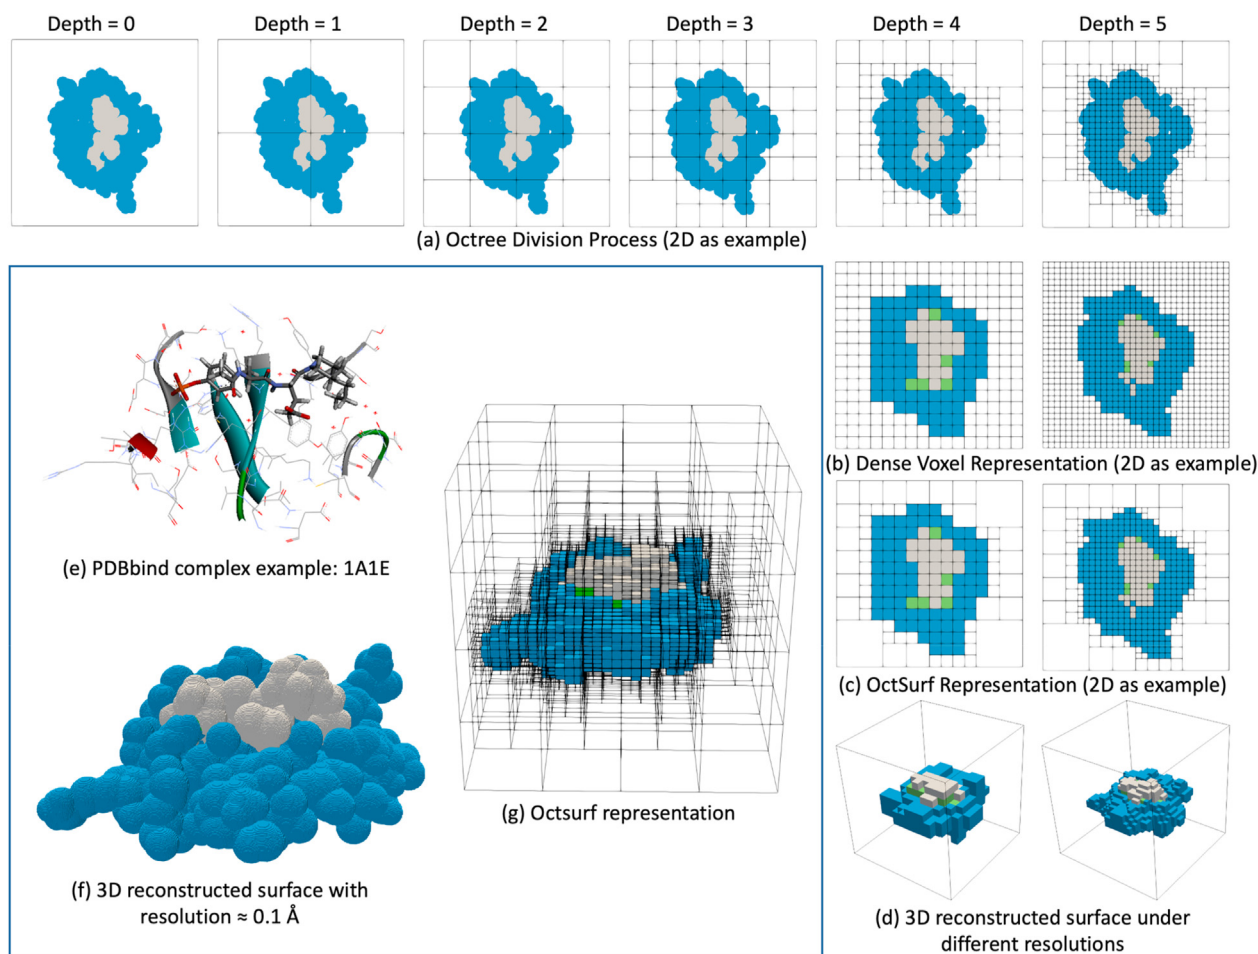 Depth = 0
Depth = 1
Depth = 2
Depth = 3
Depth = 4
Depth = 5
(a) Octree Division Process (2D as example)
(b) Dense Voxel Representation (2D as example)
(c) OctSurf Representation (2D as example)
(d) 3D reconstructed surface under
different resolutions
(e) PDBbind complex example: 1A1E
(f) 3D reconstructed surface with
resolution ≈ 0.1 Å
(g) Octsurf representation